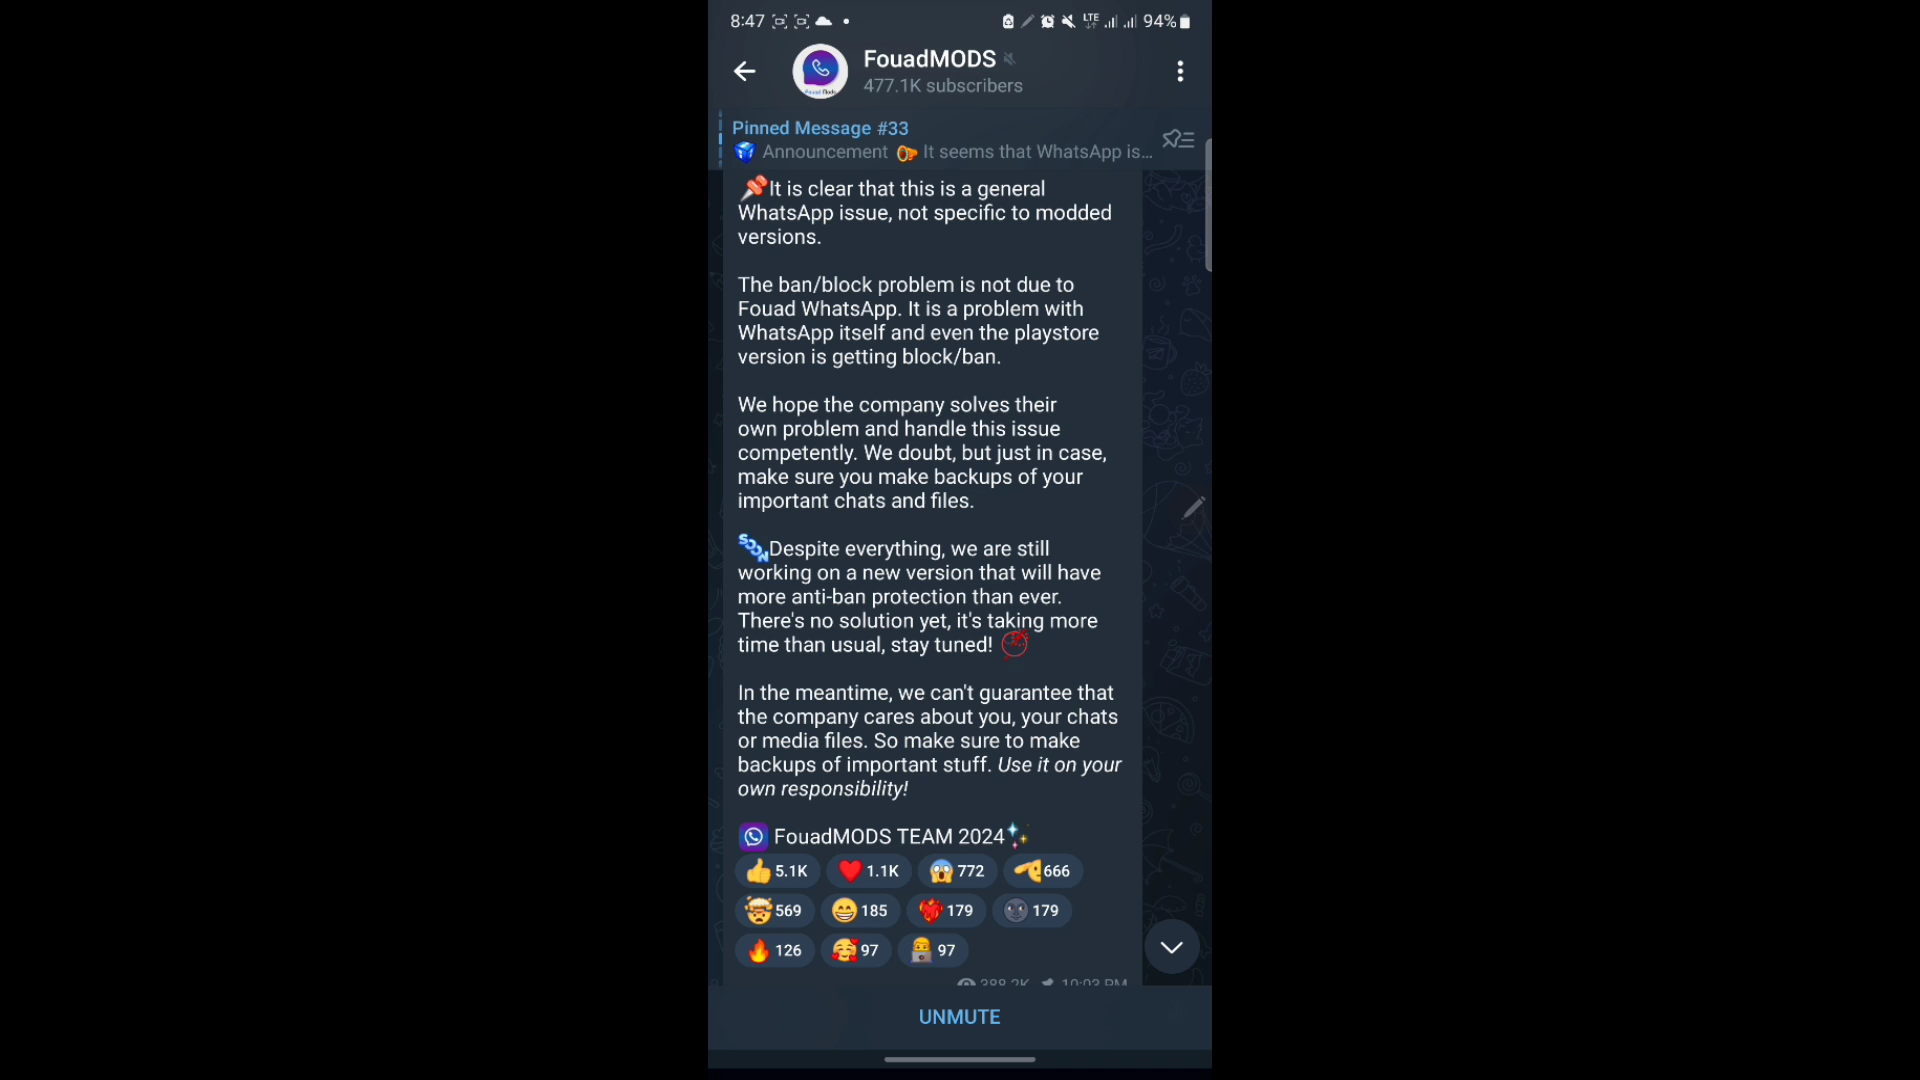 8:47
LTE
94%
FouadMODS
477.1K subscribers
Pinned Message #33
Announcement It seems that WhatsApp is...
It is clear that this is a general
WhatsApp issue, not specific to modded
versions.
The ban/block problem is not due to
Fouad WhatsApp. It is a problem with
WhatsApp itself and even the playstore
version is getting block/ban.
We hope the company solves their
own problem and handle this issue
competently. We doubt, but just in case,
make sure you make backups of your
important chats and files.
SOON Despite everything, we are still
working on a new version that will have
more anti-ban protection than ever.
There's no solution yet, it's taking more
time than usual, stay tuned!
In the meantime, we can't guarantee that
the company cares about you, your chats
or media files. So make sure to make
backups of important stuff. Use it on your
own responsibility!
FouadMODS TEAM 2024
5.1K 1.1K 772 666
569 185 179 179
126 97 97
388.2K 10:03 PM
UNMUTE